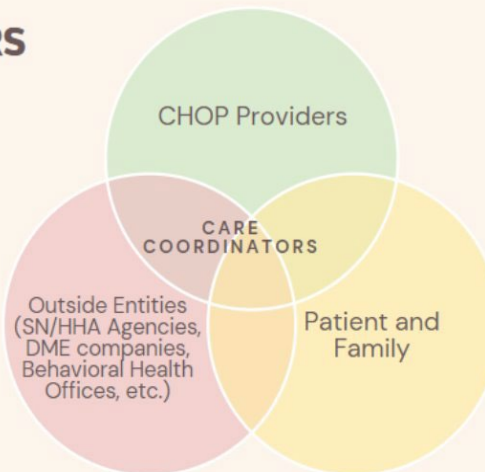 RS
CHOP Providers
CARE
COORDINATORS
Outside Entities
(SN/HHA Agencies,
DME companies,
Behavioral Health
Offices, etc.)
Patient and
Family